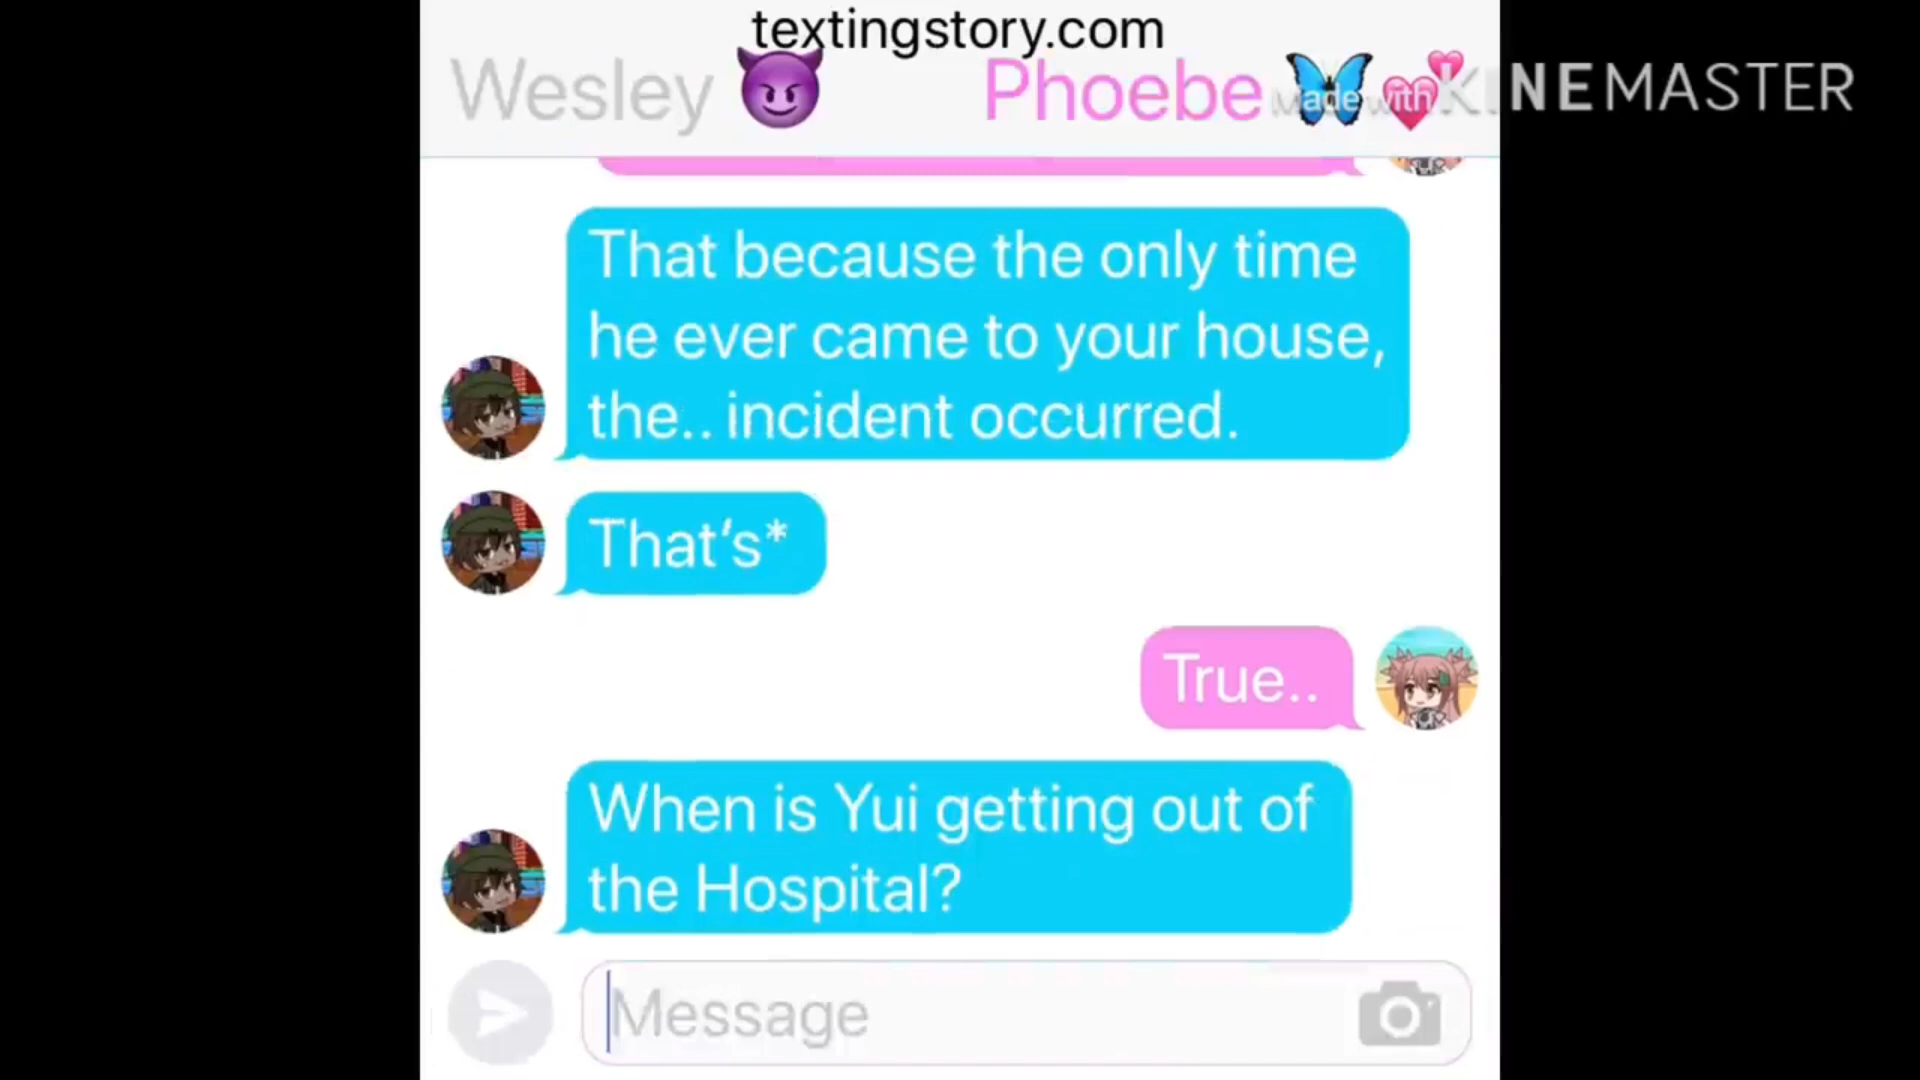 textingstory.com
Wesley 😈 Phoebe 🦋 💕
Made with KINEMASTER
That because the only time
he ever came to your house,
the.. incident occurred.
That's*
True..
When is Yui getting out of
the Hospital?
Message